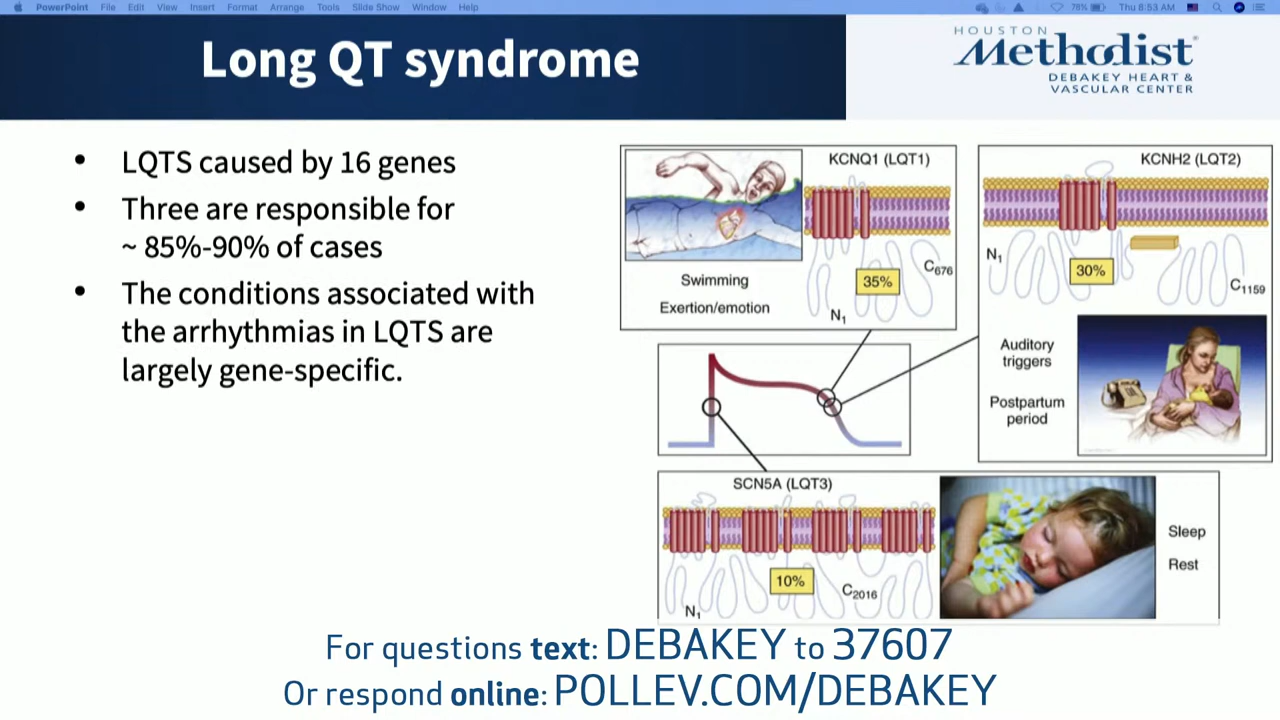 PowerPoint File Edit View Insert Format Arrange Tools Slide Show Window Help 78% Thu 8:53 AM
Long QT syndrome
HOUSTON
Methodist
DEBAKEY HEART &
VASCULAR CENTER
• LQTS caused by 16 genes
• Three are responsible for
~ 85%-90% of cases
• The conditions associated with
the arrhythmias in LQTS are
largely gene-specific.
KCNQ1 (LQT1)
Swimming
Exertion/emotion
35%
C676
N1
KCNH2 (LQT2)
N1
30%
C1159
Auditory
triggers
Postpartum
period
SCN5A (LQT3)
10%
C2016
N1
Sleep
Rest
For questions text: DEBAKEY to 37607
Or respond online: POLLEV.COM/DEBAKEY